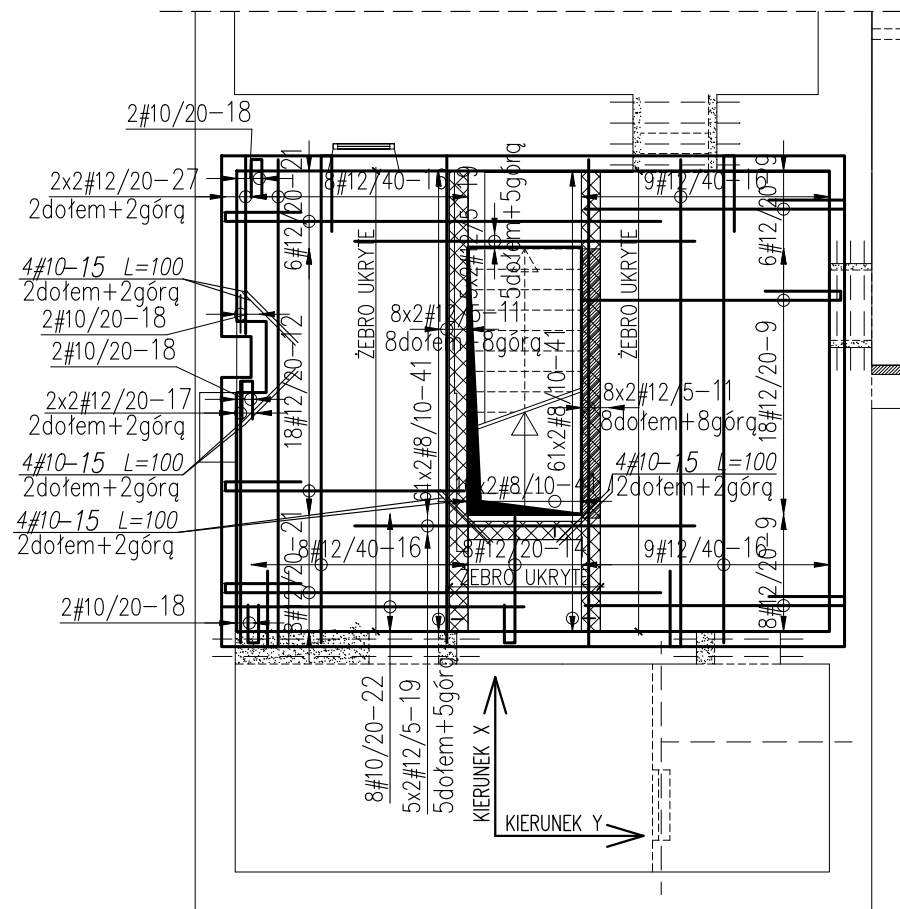 2#10/20-18
2x2#12/20-27
2dołem+2górą
4#10-15 L=100
2dołem+2górą
2#10/20-18
2#10/20-18
2x2#12/20-17
2dołem+2górą
4#10-15 L=100
2dołem+2górą
4#10-15 L=100
2dołem+2górą
2#10/20-18
6#12/20-21
18#12/20-12
8#12/20-21
8#12/40-16
ŻEBRO UKRYTE
8dołem+8górą
61x2#8/10-41
5dołem+5górą
61x2#8/10-41
9#12/40-16
ŻEBRO UKRYTE
6#12/20-9
18#12/20-9
8#12/20-9
8x2#12/5-11
8dołem+8górą
4#10-15 L=100
2dołem+2górą
8#12/40-16
8#12/20-14
9#12/40-16
ŻEBRO UKRYTE
8#10/20-22
5x2#12/5-19
5dołem+5górą
KIERUNEK X
KIERUNEK Y